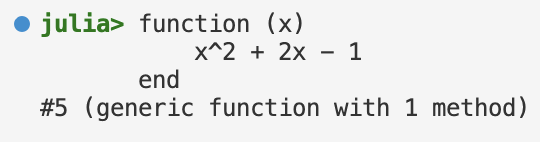 julia> function (x)
           x^2 + 2x − 1
       end
#5 (generic function with 1 method)